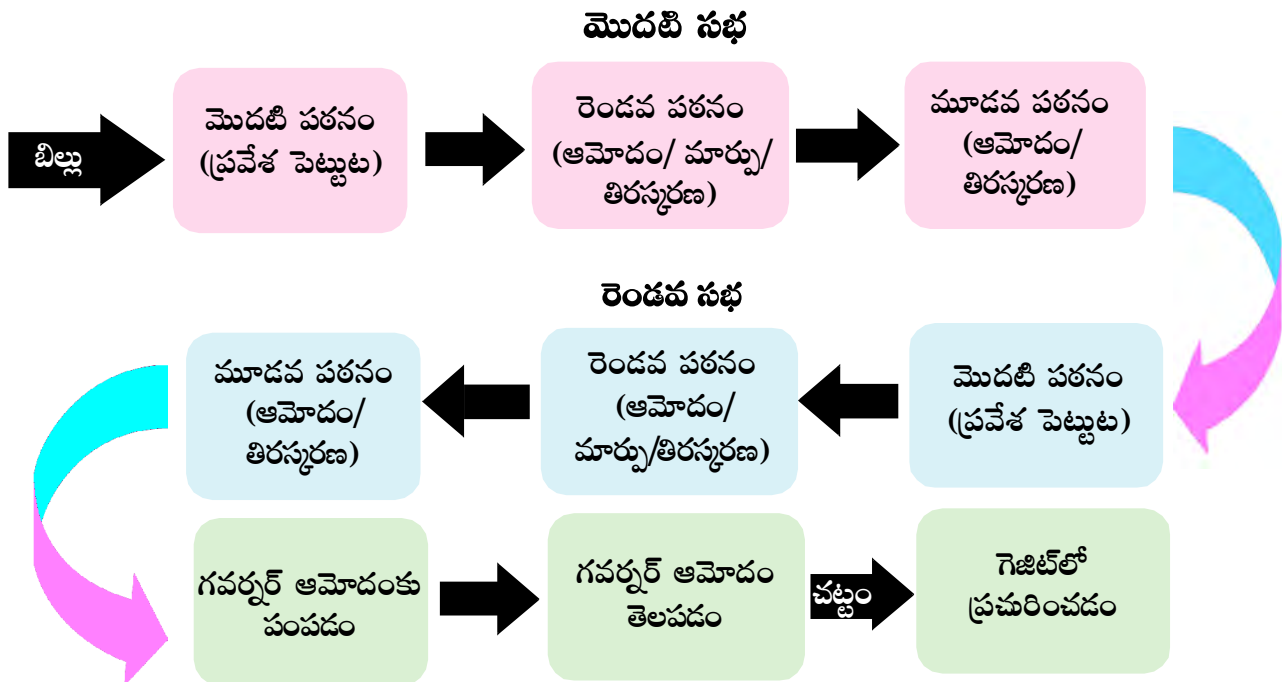 మొదటి సభ
బిల్లు
మొదటి పఠనం
(ప్రవేశ పెట్టుట)
రెండవ పఠనం
(ఆమోదం/ మార్పు/
తిరస్కరణ)
మూడవ పఠనం
(ఆమోదం/
తిరస్కరణ)
రెండవ సభ
మొదటి పఠనం
(ప్రవేశ పెట్టుట)
రెండవ పఠనం
(ఆమోదం/
మార్పు/తిరస్కరణ)
మూడవ పఠనం
(ఆమోదం/
తిరస్కరణ)
గవర్నర్ ఆమోదంకు
పంపడం
గవర్నర్ ఆమోదం
తెలపడం
చట్టం
గెజిట్‌లో
ప్రచురించడం